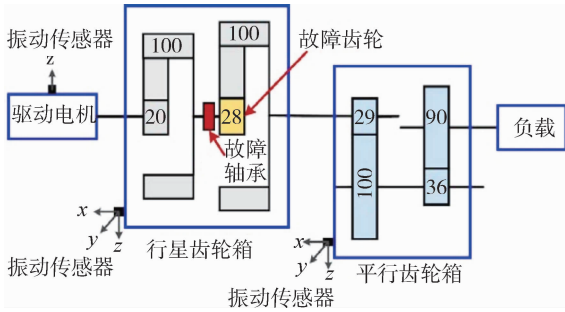 振动传感器
z
驱动电机
100
20
100
28
故障齿轮
故障
轴承
x
y
z
行星齿轮箱
振动传感器
29
100
90
36
负载
x
y
z
平行齿轮箱
振动传感器